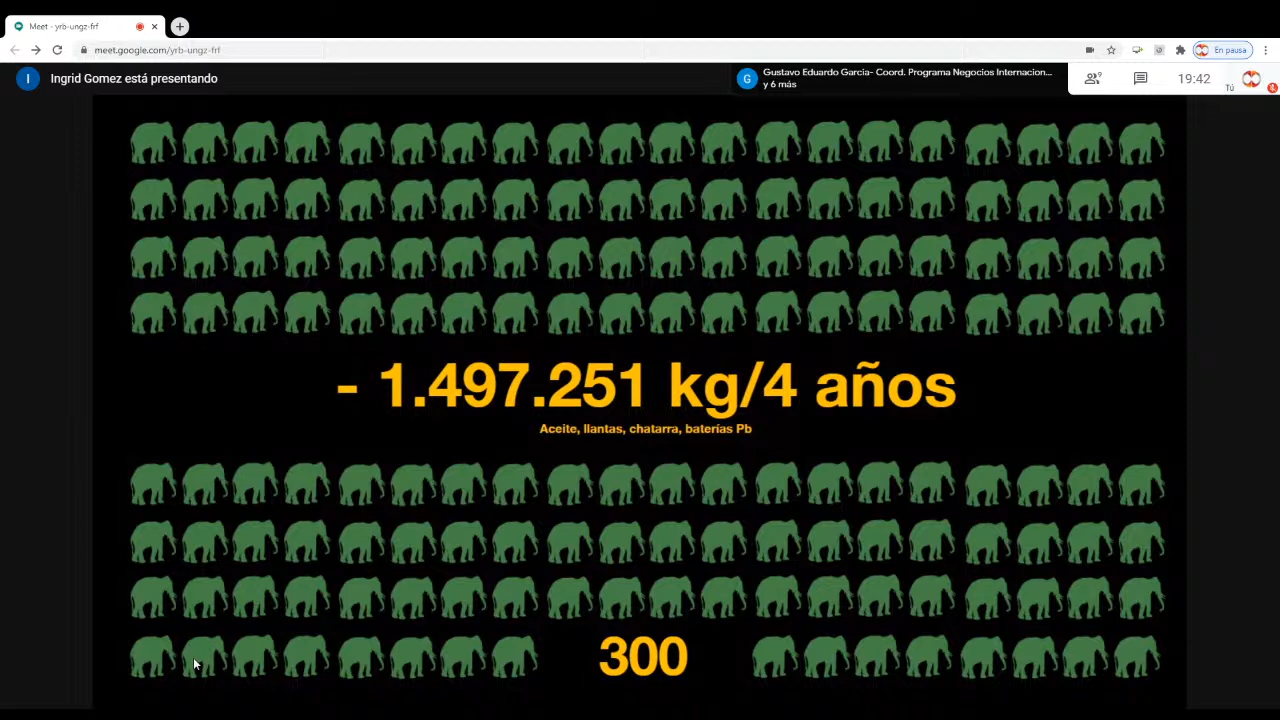 Meet - yrb-ungz-frf
meet.google.com/yrb-ungz-frf
En pausa
I
Ingrid Gomez está presentando
G
Gustavo Eduardo Garcia- Coord. Programa Negocios Internacion...
y 6 más
9
19:42
Tú
- 1.497.251 kg/4 años
Aceite, llantas, chatarra, baterías Pb
300